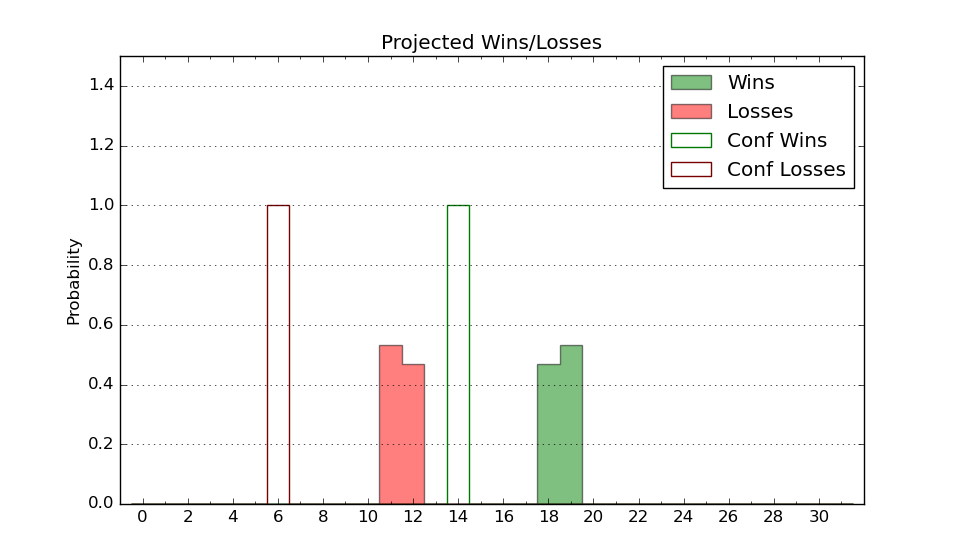 Projected Wins/Losses
1.4
1.2
1.0
0.8
0.6
0.4
0.2
0.0
Probability
Wins
Losses
Conf Wins
Conf Losses
0 2 4 6 8 10 12 14 16 18 20 22 24 26 28 30